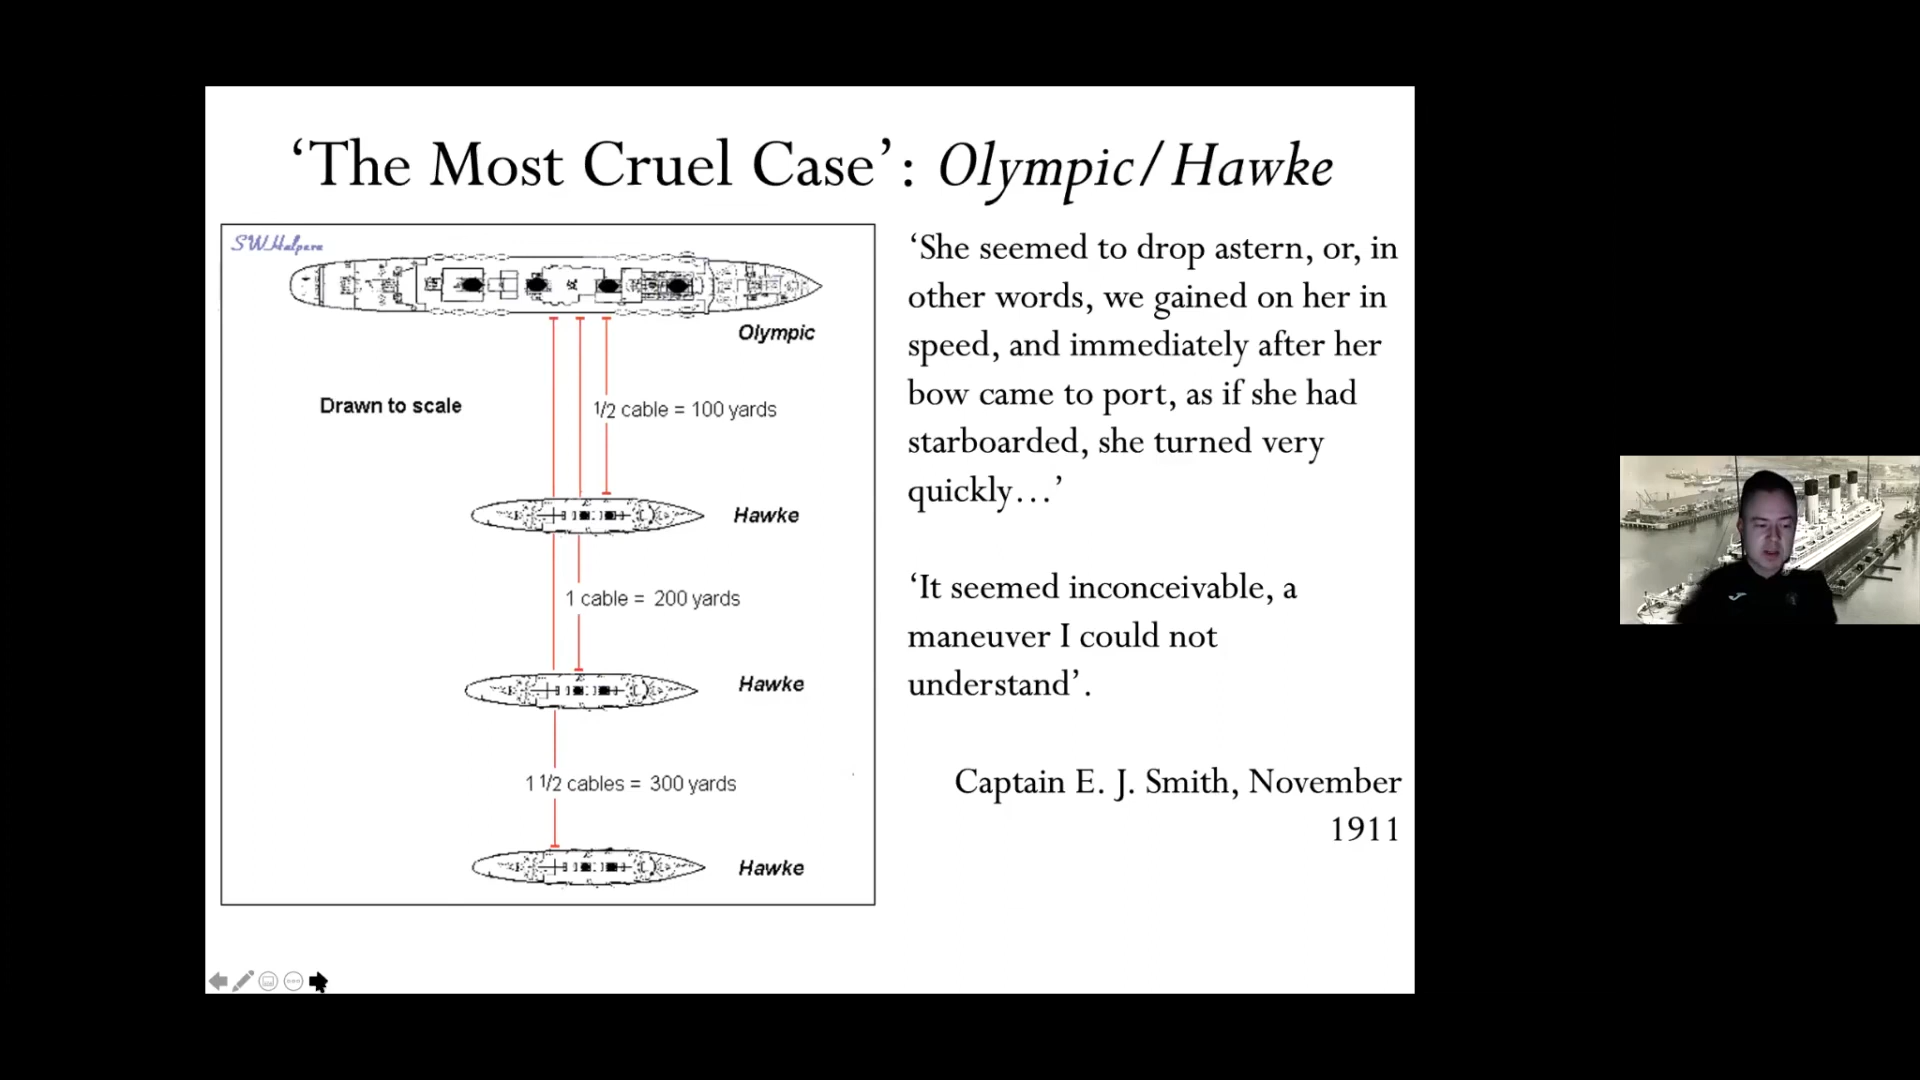 ‘The Most Cruel Case’: Olympic/Hawke
SWHalpern
Olympic
Drawn to scale
1/2 cable = 100 yards
Hawke
1 cable = 200 yards
Hawke
1 1/2 cables = 300 yards
Hawke
‘She seemed to drop astern, or, in
other words, we gained on her in
speed, and immediately after her
bow came to port, as if she had
starboarded, she turned very
quickly…’
‘It seemed inconceivable, a
maneuver I could not
understand’.
Captain E. J. Smith, November
1911